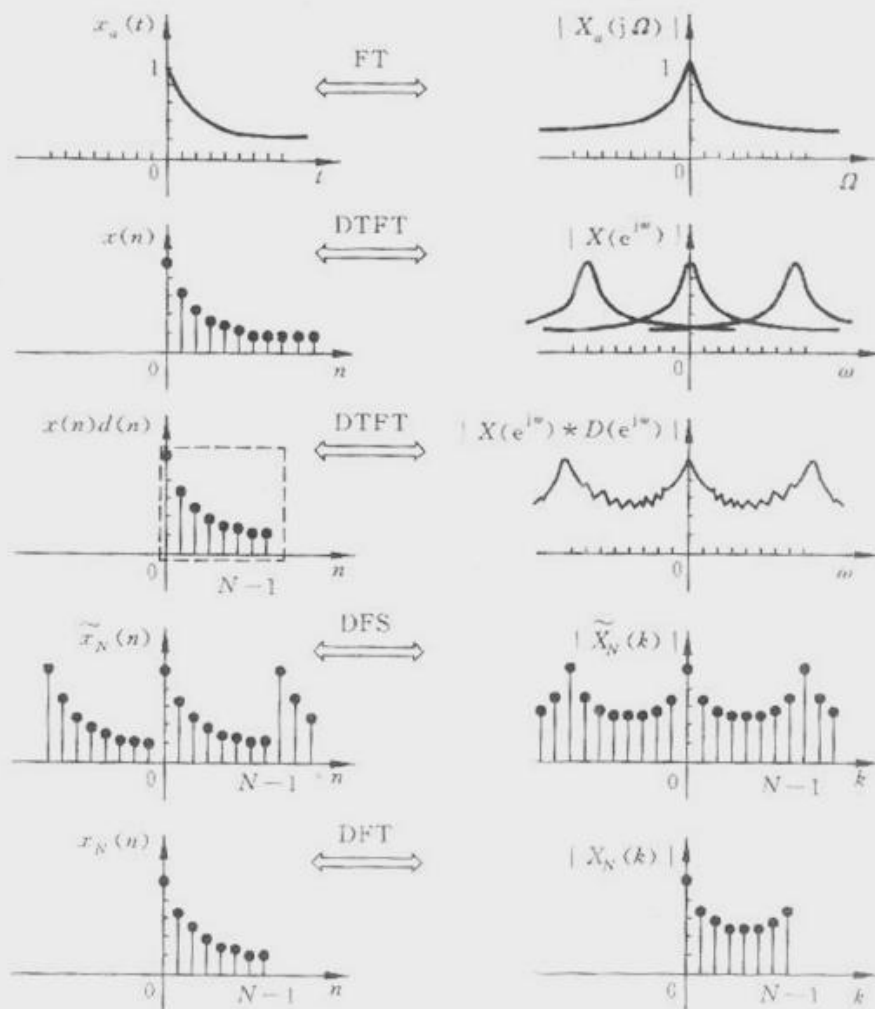 x_a(t)
| X_a(jΩ) |
FT
1
1
0
t
0
Ω
x(n)
DTFT
| X(e^{jω}) |
0
n
0
ω
x(n)d(n)
DTFT
| X(e^{jω}) * D(e^{jω}) |
0
N-1
n
0
ω
x̃_N(n)
DFS
| X̃_N(k) |
0
N-1
n
0
N-1
k
x_N(n)
DFT
| X_N(k) |
0
N-1
n
0
N-1
k